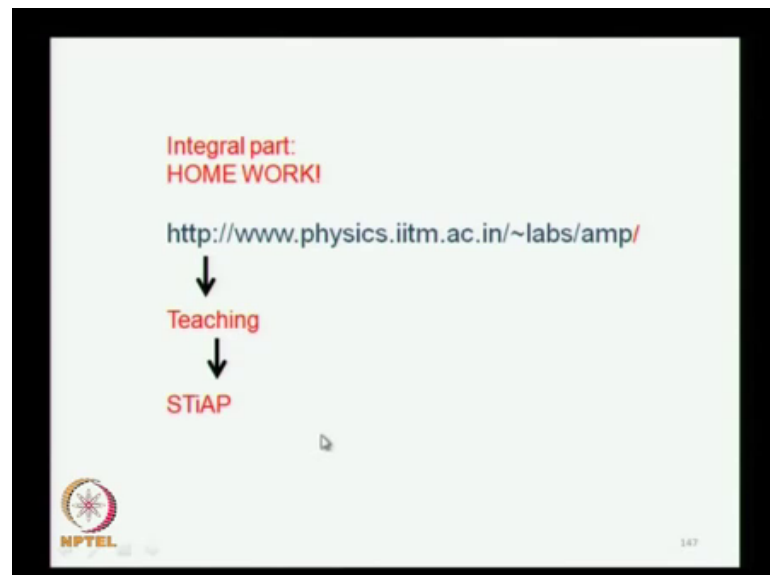 Integral part:
HOME WORK!
http://www.physics.iitm.ac.in/~labs/amp/
Teaching
STiAP
NPTEL
147